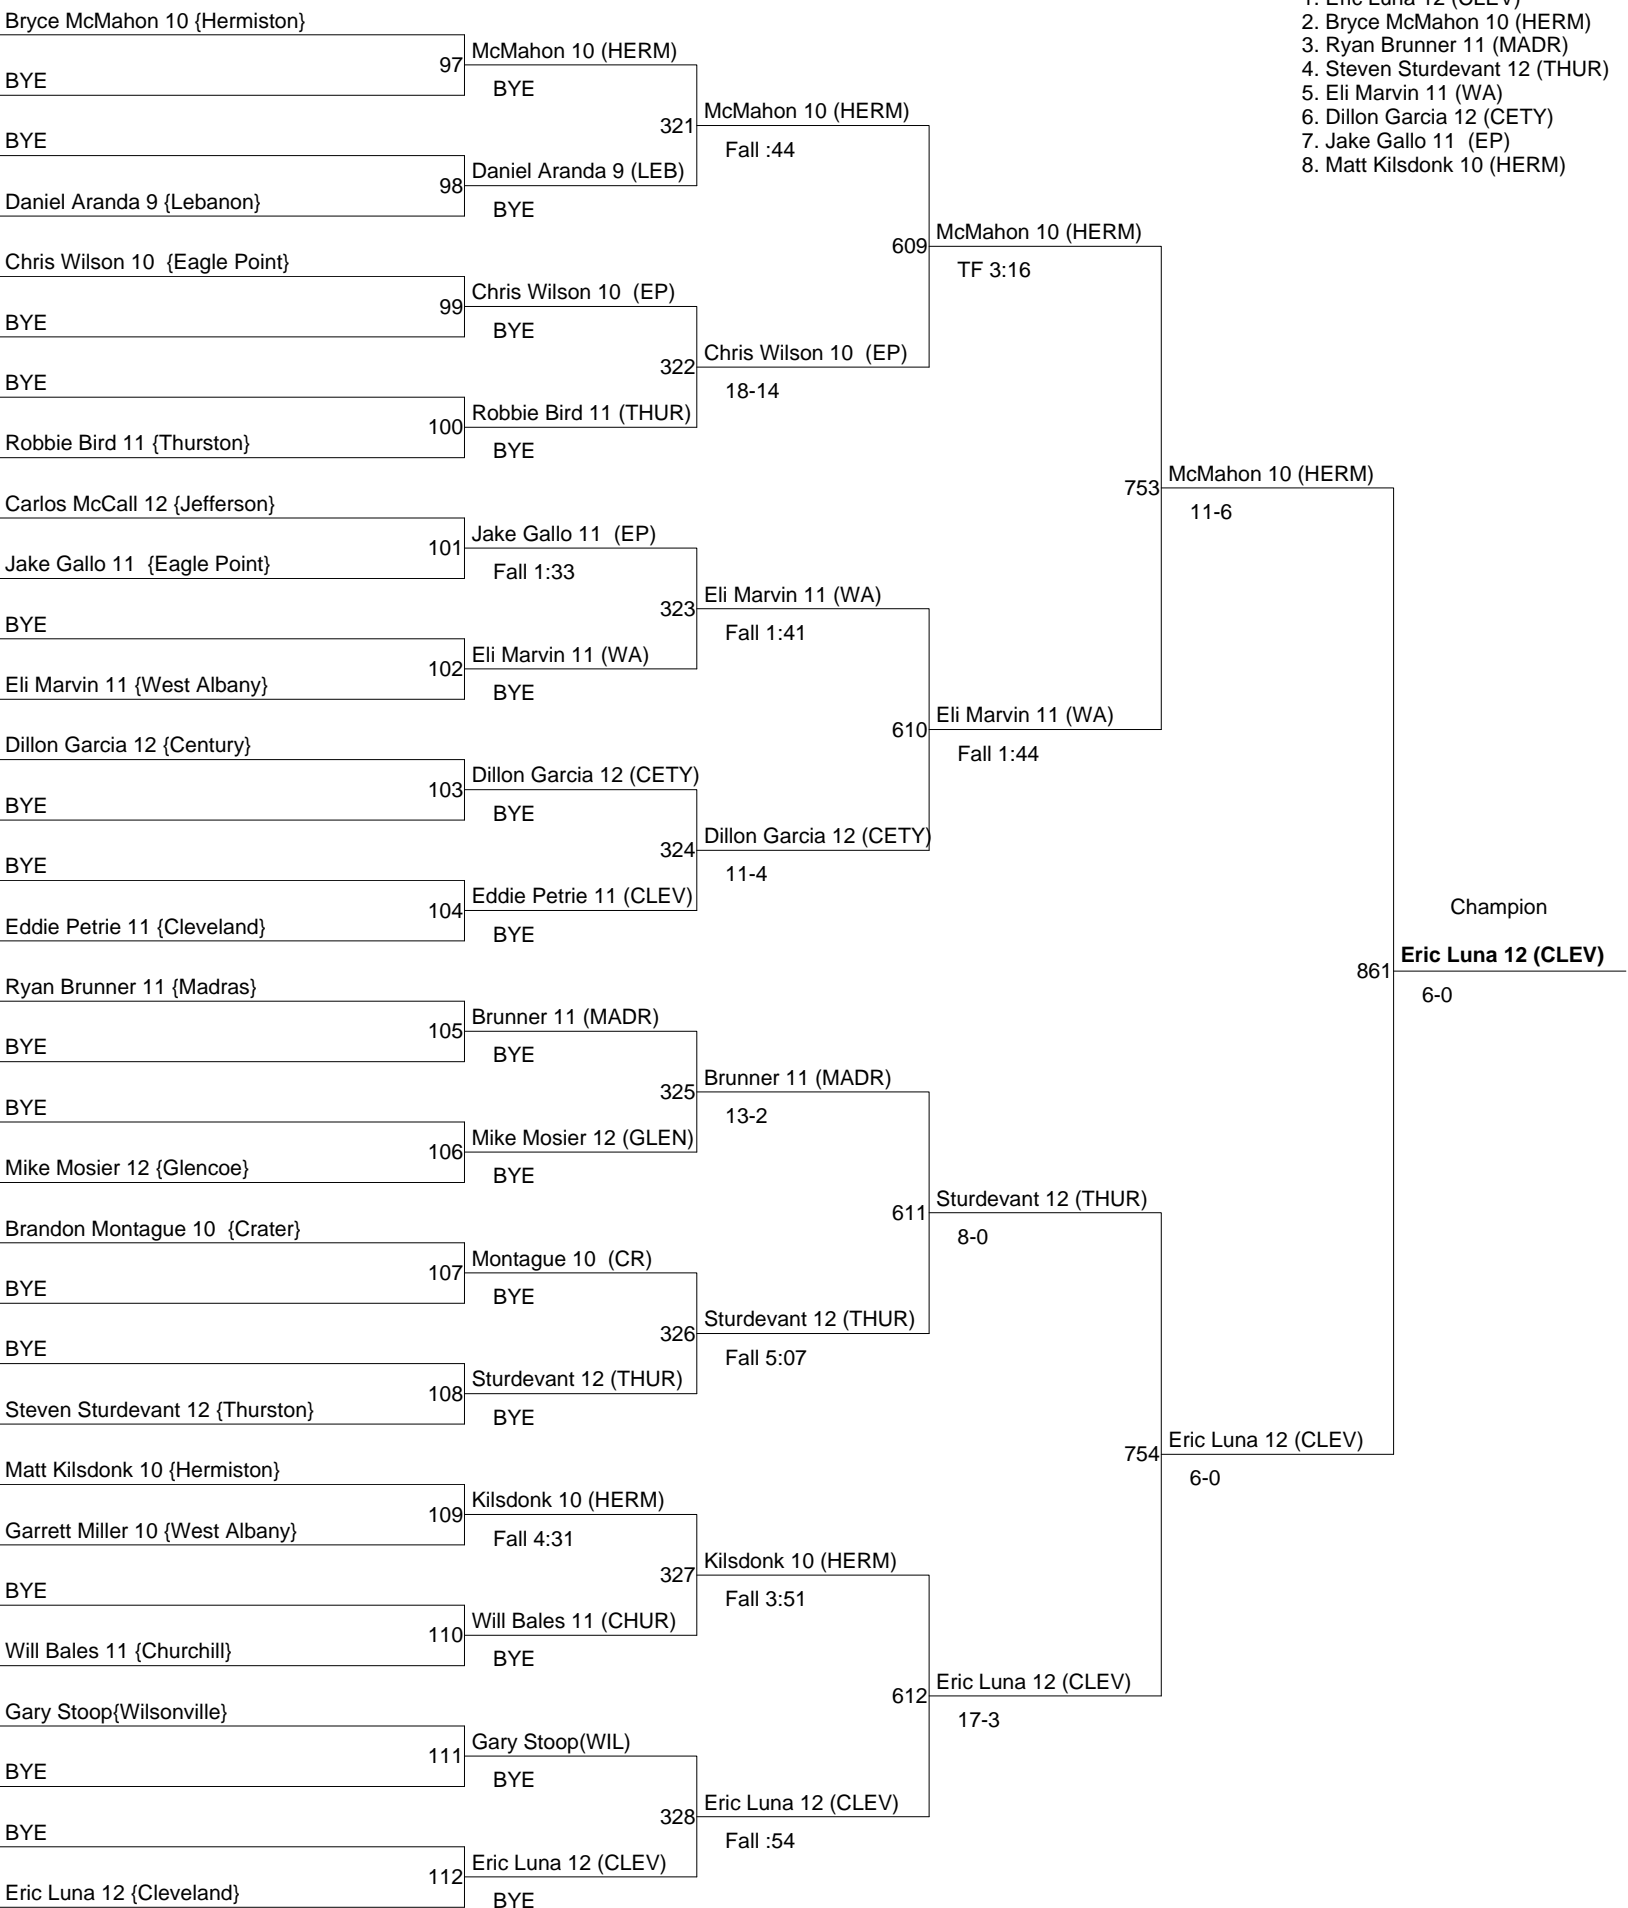 1. Eric Luna 12 (CLEV)
2. Bryce McMahon 10 (HERM)
3. Ryan Brunner 11 (MADR)
4. Steven Sturdevant 12 (THUR)
5. Eli Marvin 11 (WA)
6. Dillon Garcia 12 (CETY)
7. Jake Gallo 11  (EP)
8. Matt Kilsdonk 10 (HERM)
Bryce McMahon 10 {Hermiston}
BYE
BYE
Daniel Aranda 9 {Lebanon}
Chris Wilson 10  {Eagle Point}
BYE
BYE
Robbie Bird 11 {Thurston}
Carlos McCall 12 {Jefferson}
Jake Gallo 11  {Eagle Point}
BYE
Eli Marvin 11 {West Albany}
Dillon Garcia 12 {Century}
BYE
BYE
Eddie Petrie 11 {Cleveland}
Ryan Brunner 11 {Madras}
BYE
BYE
Mike Mosier 12 {Glencoe}
Brandon Montague 10  {Crater}
BYE
BYE
Steven Sturdevant 12 {Thurston}
Matt Kilsdonk 10 {Hermiston}
Garrett Miller 10 {West Albany}
BYE
Will Bales 11 {Churchill}
Gary Stoop{Wilsonville}
BYE
BYE
Eric Luna 12 {Cleveland}
97
McMahon 10 (HERM)
BYE
98
Daniel Aranda 9 (LEB)
BYE
99
Chris Wilson 10  (EP)
BYE
100
Robbie Bird 11 (THUR)
BYE
101
Jake Gallo 11  (EP)
Fall 1:33
102
Eli Marvin 11 (WA)
BYE
103
Dillon Garcia 12 (CETY)
BYE
104
Eddie Petrie 11 (CLEV)
BYE
105
Brunner 11 (MADR)
BYE
106
Mike Mosier 12 (GLEN)
BYE
107
Montague 10  (CR)
BYE
108
Sturdevant 12 (THUR)
BYE
109
Kilsdonk 10 (HERM)
Fall 4:31
110
Will Bales 11 (CHUR)
BYE
111
Gary Stoop(WIL)
BYE
112
Eric Luna 12 (CLEV)
BYE
321
McMahon 10 (HERM)
Fall :44
322
Chris Wilson 10  (EP)
18-14
323
Eli Marvin 11 (WA)
Fall 1:41
324
Dillon Garcia 12 (CETY)
11-4
325
Brunner 11 (MADR)
13-2
326
Sturdevant 12 (THUR)
Fall 5:07
327
Kilsdonk 10 (HERM)
Fall 3:51
328
Eric Luna 12 (CLEV)
Fall :54
609
McMahon 10 (HERM)
TF 3:16
610
Eli Marvin 11 (WA)
Fall 1:44
611
Sturdevant 12 (THUR)
8-0
612
Eric Luna 12 (CLEV)
17-3
753
McMahon 10 (HERM)
11-6
754
Eric Luna 12 (CLEV)
6-0
Champion
861
Eric Luna 12 (CLEV)
6-0